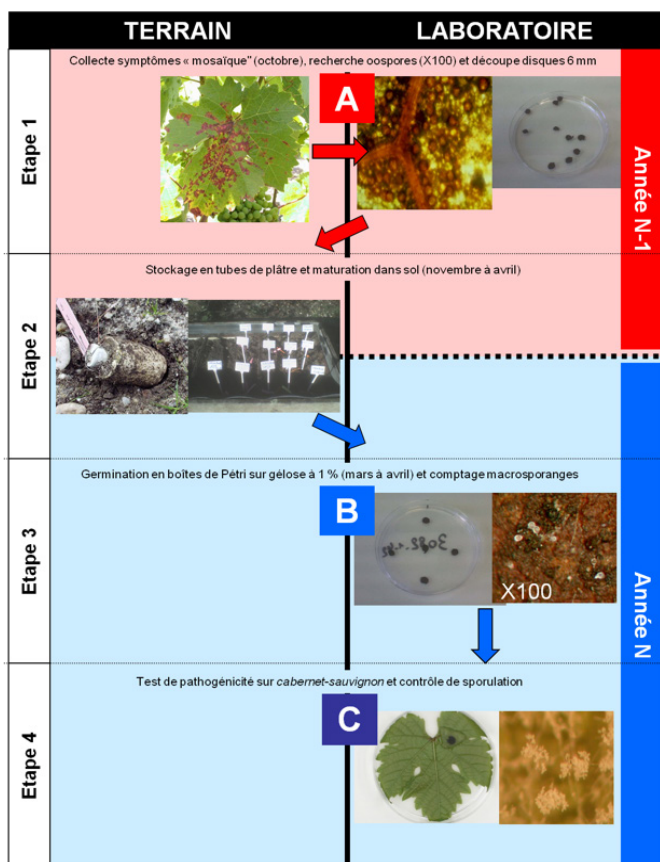 TERRAIN LABORATOIRE
Collecte symptômes « mosaïque" (octobre), recherche oospores (X100) et découpe disques 6 mm
Etape 1
A
Année N-1
Stockage en tubes de plâtre et maturation dans sol (novembre à avril)
Etape 2
Germination en boîtes de Pétri sur gélose à 1 % (mars à avril) et comptage macrosporanges
Etape 3
B
X100
Année N
Test de pathogénicité sur cabernet-sauvignon et contrôle de sporulation
Etape 4
C